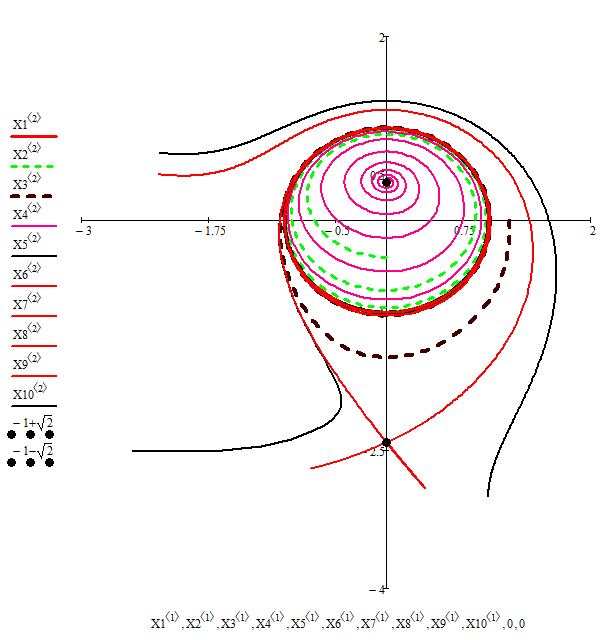 2
X1⟨2⟩
X2⟨2⟩
X3⟨2⟩
X4⟨2⟩
X5⟨2⟩
X6⟨2⟩
X7⟨2⟩
X8⟨2⟩
X9⟨2⟩
X10⟨2⟩
−1+√2
−1−√2
−3 −1.75 −0.5 0.75 2
−2.5
−4
X1⟨1⟩, X2⟨1⟩, X3⟨1⟩, X4⟨1⟩, X5⟨1⟩, X6⟨1⟩, X7⟨1⟩, X8⟨1⟩, X9⟨1⟩, X10⟨1⟩, 0, 0